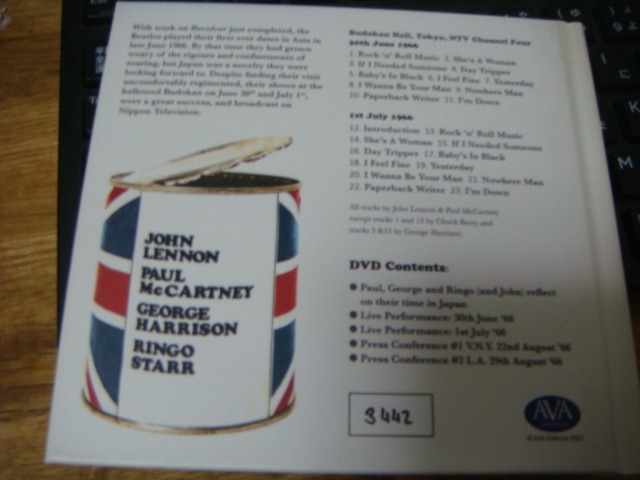 With work on Revolver just completed, the
Beatles played their first ever dates in Asia in
late June 1966. By that time they had grown
weary of the rigours and confinements of
touring, but Japan was a novelty they were
looking forward to. Despite finding their visit
uncomfortably regimented, their shows at the
hallowed Budokan on June 30th and July 1st,
were a great success, and broadcast on
Nippon Television.
JOHN
LENNON
PAUL
McCARTNEY
GEORGE
HARRISON
RINGO
STARR
Budokan Hall, Tokyo, NTV Channel Four
30th June 1966
1. Rock 'n' Roll Music 2. She's A Woman
3. If I Needed Someone 4. Day Tripper
5. Baby's In Black 6. I Feel Fine 7. Yesterday
8. I Wanna Be Your Man 9. Nowhere Man
10. Paperback Writer 11. I'm Down
1st July 1966
12. Introduction 13. Rock 'n' Roll Music
14. She's A Woman 15. If I Needed Someone
16. Day Tripper 17. Baby's In Black
18. I Feel Fine 19. Yesterday
20. I Wanna Be Your Man 21. Nowhere Man
22. Paperback Writer 23. I'm Down
All tracks by John Lennon & Paul McCartney
except tracks 1 and 13 by Chuck Berry and
tracks 3 &15 by George Harrison.
DVD Contents:
Paul, George and Ringo (and John) reflect
on their time in Japan
Live Performance: 30th June '66
Live Performance: 1st July '66
Press Conference #1 V.N.Y. 22nd August '66
Press Conference #2 L.A. 29th August '66
3442
AVA